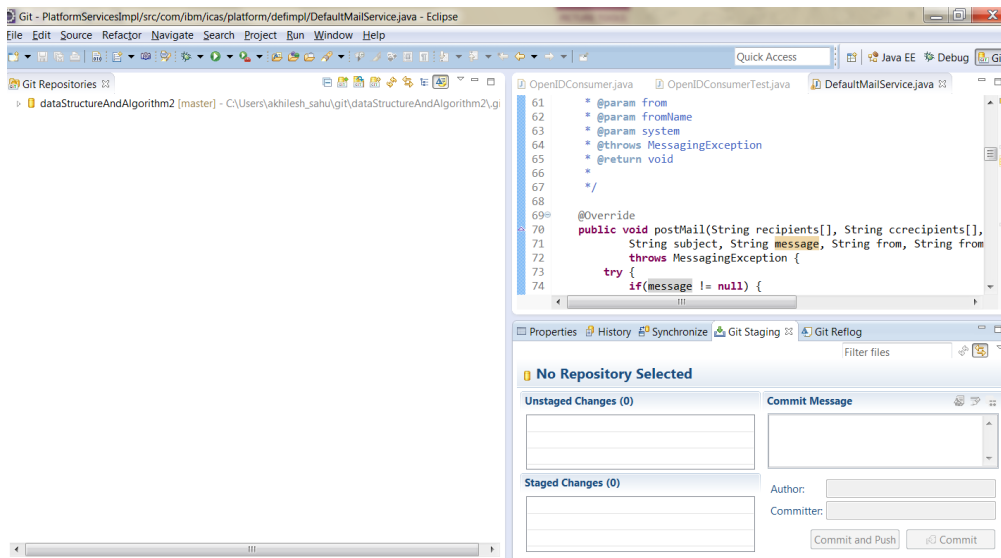 Git - PlatformServicesImpl/src/com/ibm/icas/platform/defimpl/DefaultMailService.java - Eclipse
File Edit Source Refactor Navigate Search Project Run Window Help
Quick Access
Java EE
Debug
Gi
Git Repositories
dataStructureAndAlgorithm2 [master] - C:\Users\akhilesh_sahu\git\dataStructureAndAlgorithm2\.gi
OpenIDConsumer.java
OpenIDConsumerTest.java
DefaultMailService.java
61 * @param from
62 * @param fromName
63 * @param system
64 * @throws MessagingException
65 * @return void
66 *
67 */
68
69 @Override
70 public void postMail(String recipients[], String ccrecipients[],
71 String subject, String message, String from, String from
72 throws MessagingException {
73 try {
74 if(message != null) {
Properties
History
Synchronize
Git Staging
Git Reflog
Filter files
No Repository Selected
Unstaged Changes (0)
Commit Message
Staged Changes (0)
Author:
Committer:
Commit and Push
Commit